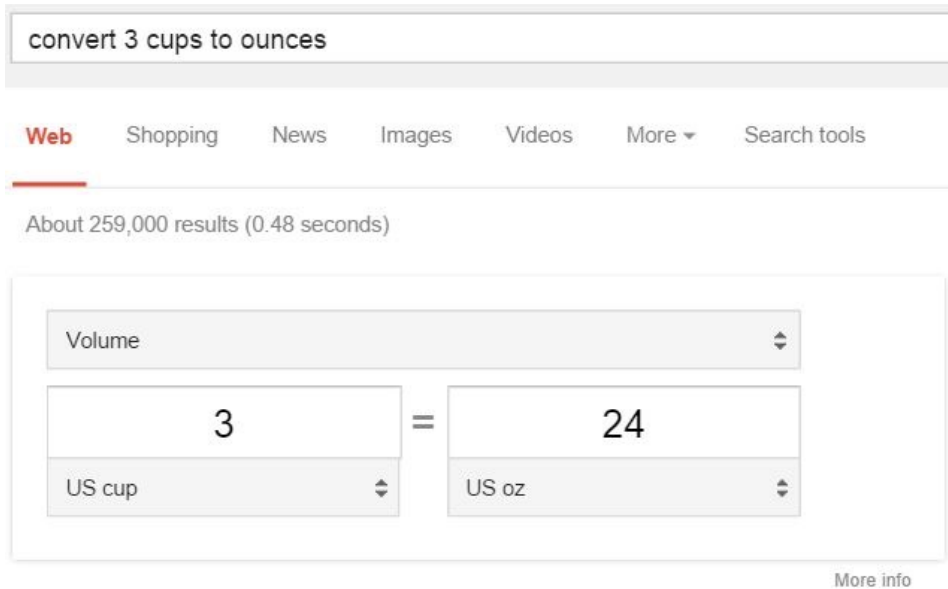 convert 3 cups to ounces
Web Shopping News Images Videos More Search tools
About 259,000 results (0.48 seconds)
Volume
3 = 24
US cup US oz
More info